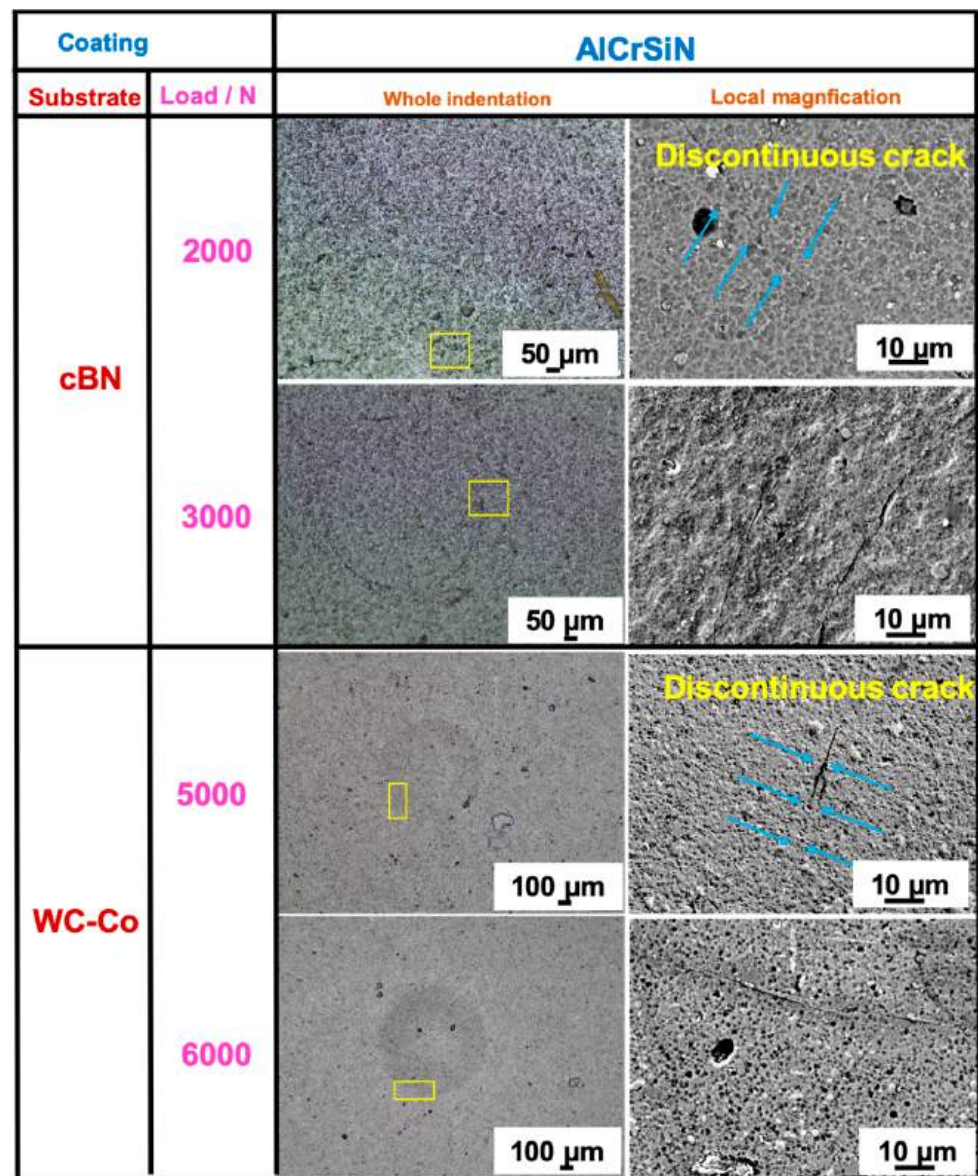 Coating
AlCrSiN
Substrate
Load / N
Whole indentation
Local magnfication
cBN
2000
50 µm
Discontinuous crack
10 µm
3000
50 µm
10 µm
WC-Co
5000
100 µm
Discontinuous crack
10 µm
6000
100 µm
10 µm